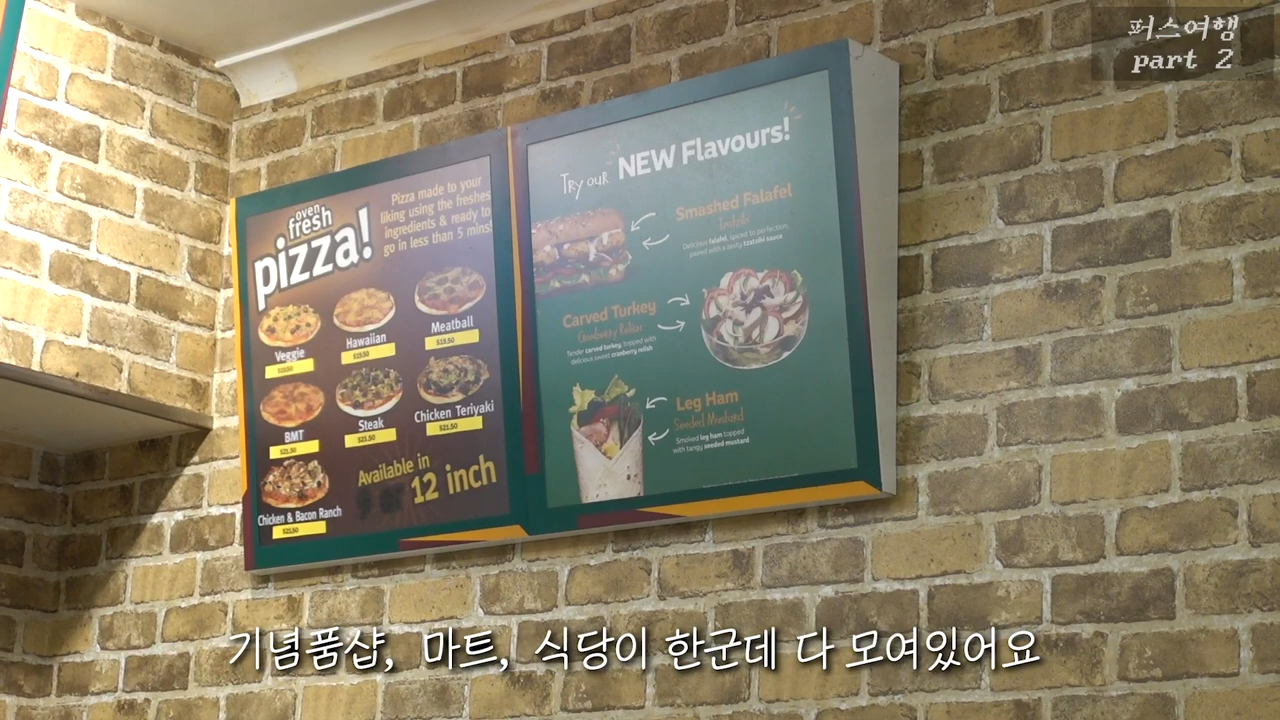 퍼스여행
part 2
oven
fresh
pizza!
Pizza made to your
liking using the freshes
ingredients & ready to
go in less than 5 mins!
Veggie
Hawaiian
$19.50
Meatball
$19.50
BMT
$21.50
Steak
$21.50
Chicken Teriyaki
$21.50
Chicken & Bacon Ranch
$21.50
Available in
12 inch
Try our NEW Flavours!
Smashed Falafel
Delicious falafel, spiced to perfection,
paired with a zesty tzatziki sauce
Carved Turkey
Cranberry Relish
Tender carved turkey, topped with
delicious sweet cranberry relish
Leg Ham
Seeded Mustard
Smoked leg ham topped
with tangy seeded mustard
기념품샵, 마트, 식당이 한군데 다 모여있어요